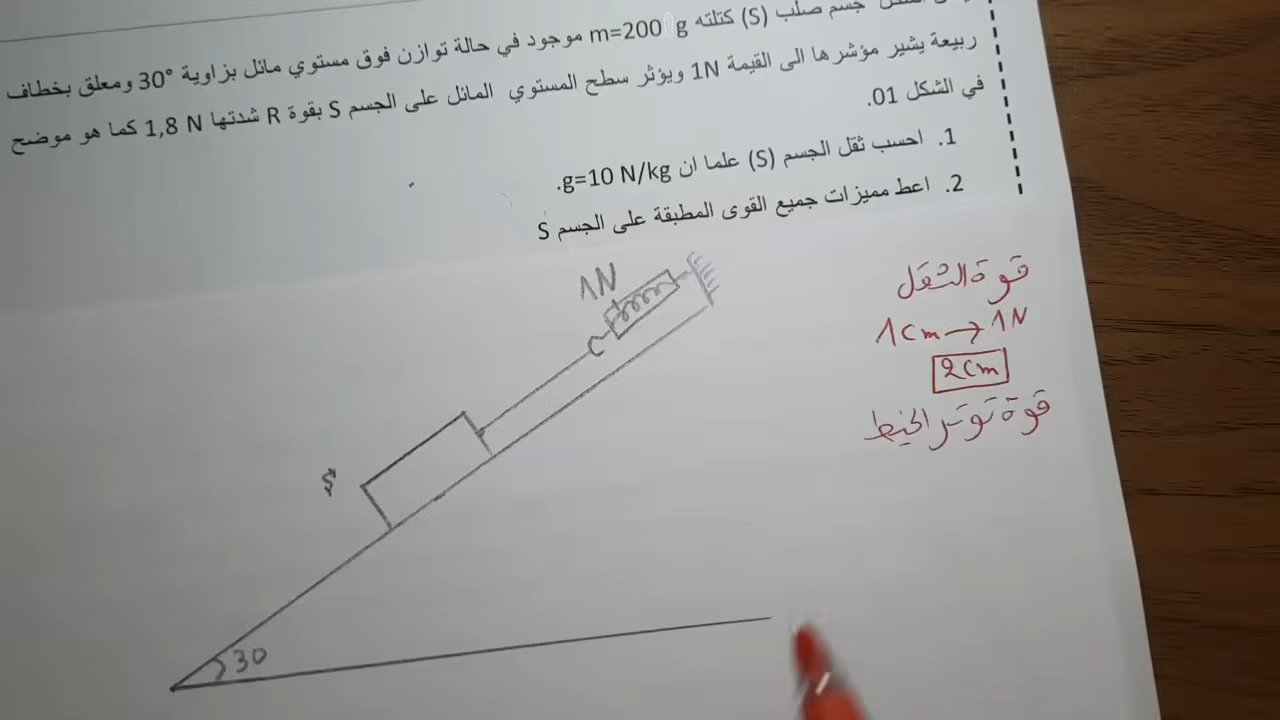 جسم صلب (S) كتلته m=200 g موجود في حالة توازن فوق مستوي مائل بزاوية °30 ومعلق بخطاف
ربيعة يشير مؤشرها الى القيمة 1N ويؤثر سطح المستوي المائل على الجسم S بقوة R شدتها 1,8 N كما هو موضح
في الشكل 01.
1. احسب ثقل الجسم (S) علما ان g=10 N/kg.
2. اعط مميزات جميع القوى المطبقة على الجسم S
1N
قوة الثقل
1cm → 1N
2cm
قوة توتر الخيط
S
30